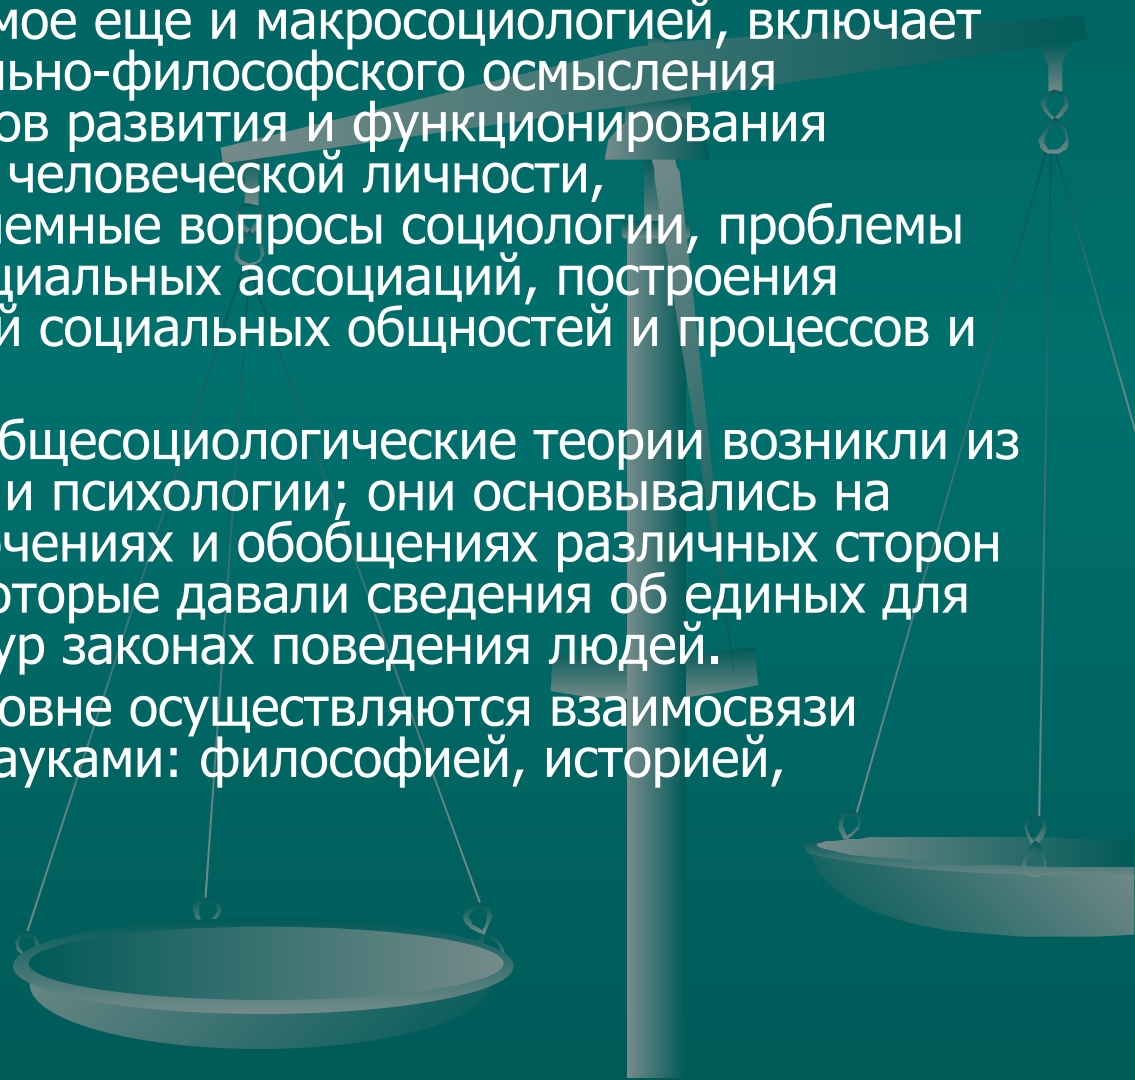 мое еще и макросоциологией, включает
льно-философского осмысления
ов развития и функционирования
человеческой личности,
лемные вопросы социологии, проблемы
циальных ассоциаций, построения
й социальных общностей и процессов и
бщесоциологические теории возникли из
и психологии; они основывались на
чениях и обобщениях различных сторон
оторые давали сведения об единых для
ур законах поведения людей.
овне осуществляются взаимосвязи
ауками: философией, историей,